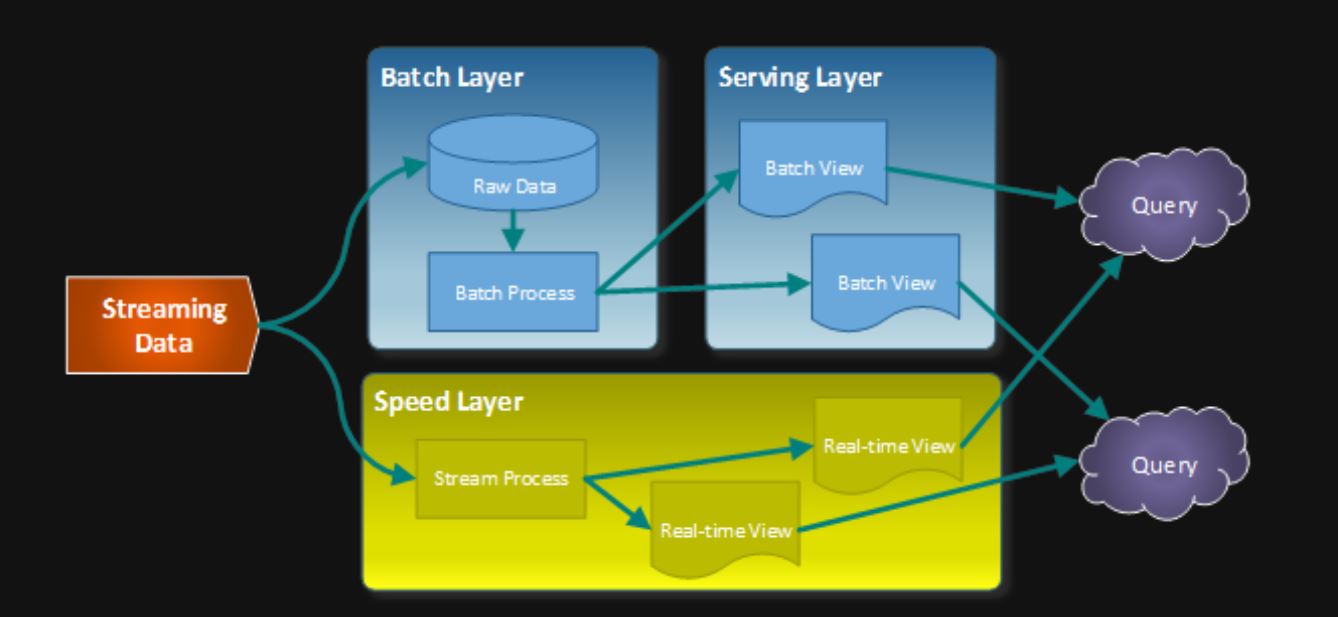 Batch Layer
Raw Data
Batch Process
Serving Layer
Batch View
Batch View
Query
Streaming
Data
Speed Layer
Stream Process
Real-time View
Real-time View
Query